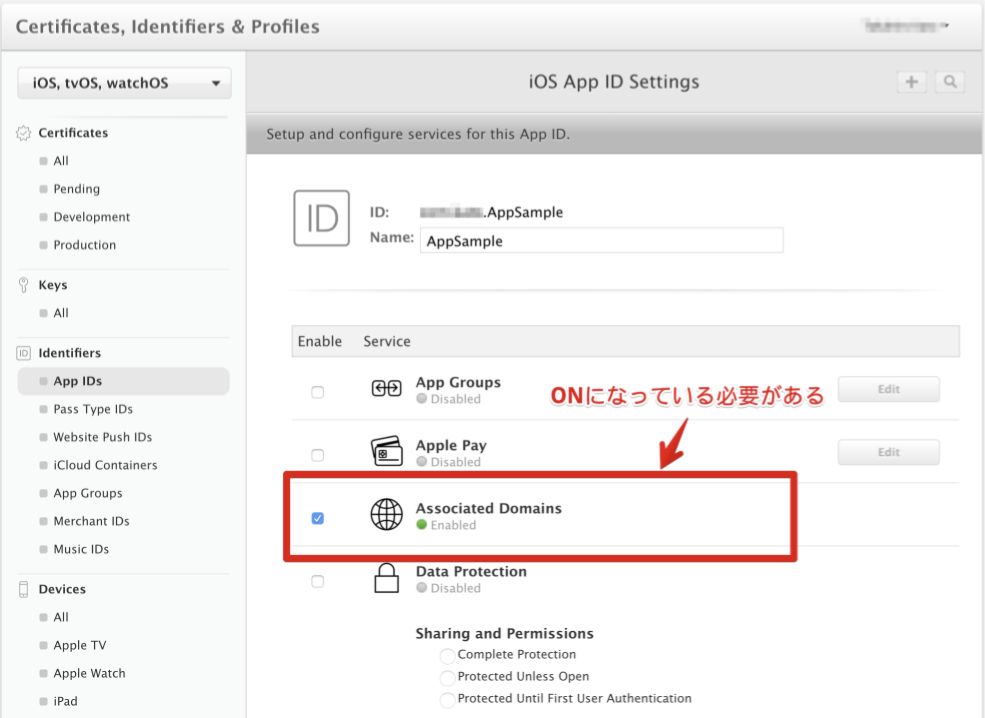 Certificates, Identifiers & Profiles
iOS, tvOS, watchOS
Certificates
All
Pending
Development
Production
Keys
All
Identifiers
App IDs
Pass Type IDs
Website Push IDs
iCloud Containers
App Groups
Merchant IDs
Music IDs
Devices
All
Apple TV
Apple Watch
iPad
iOS App ID Settings
Setup and configure services for this App ID.
ID
ID: .AppSample
Name: AppSample
Enable Service
App Groups
Disabled
Edit
ONになっている必要がある
Apple Pay
Disabled
Edit
Associated Domains
Enabled
Data Protection
Disabled
Sharing and Permissions
Complete Protection
Protected Unless Open
Protected Until First User Authentication